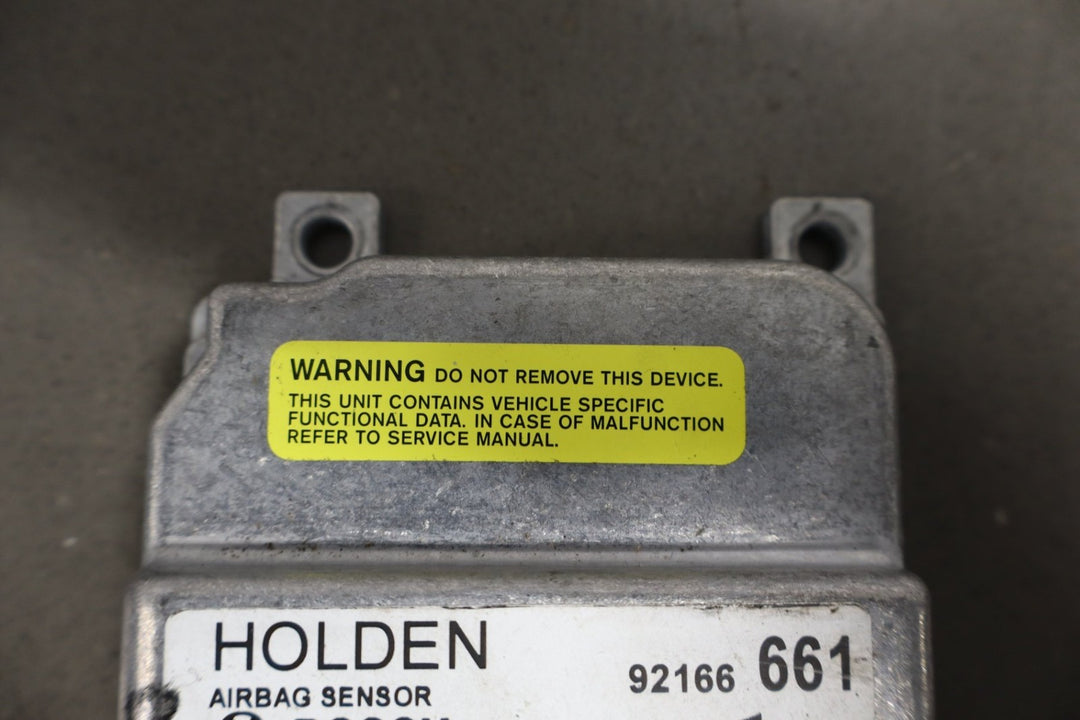 WARNING DO NOT REMOVE THIS DEVICE.
THIS UNIT CONTAINS VEHICLE SPECIFIC
FUNCTIONAL DATA. IN CASE OF MALFUNCTION
REFER TO SERVICE MANUAL.
HOLDEN
92166 661
AIRBAG SENSOR